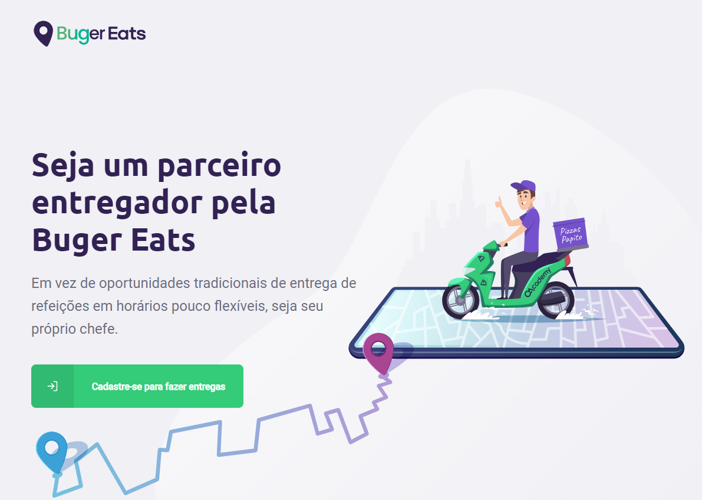 Buger Eats
Seja um parceiro
entregador pela
Buger Eats
Em vez de oportunidades tradicionais de entrega de
refeições em horários pouco flexíveis, seja seu
próprio chefe.
Cadastre-se para fazer entregas
Pizzas
Papito